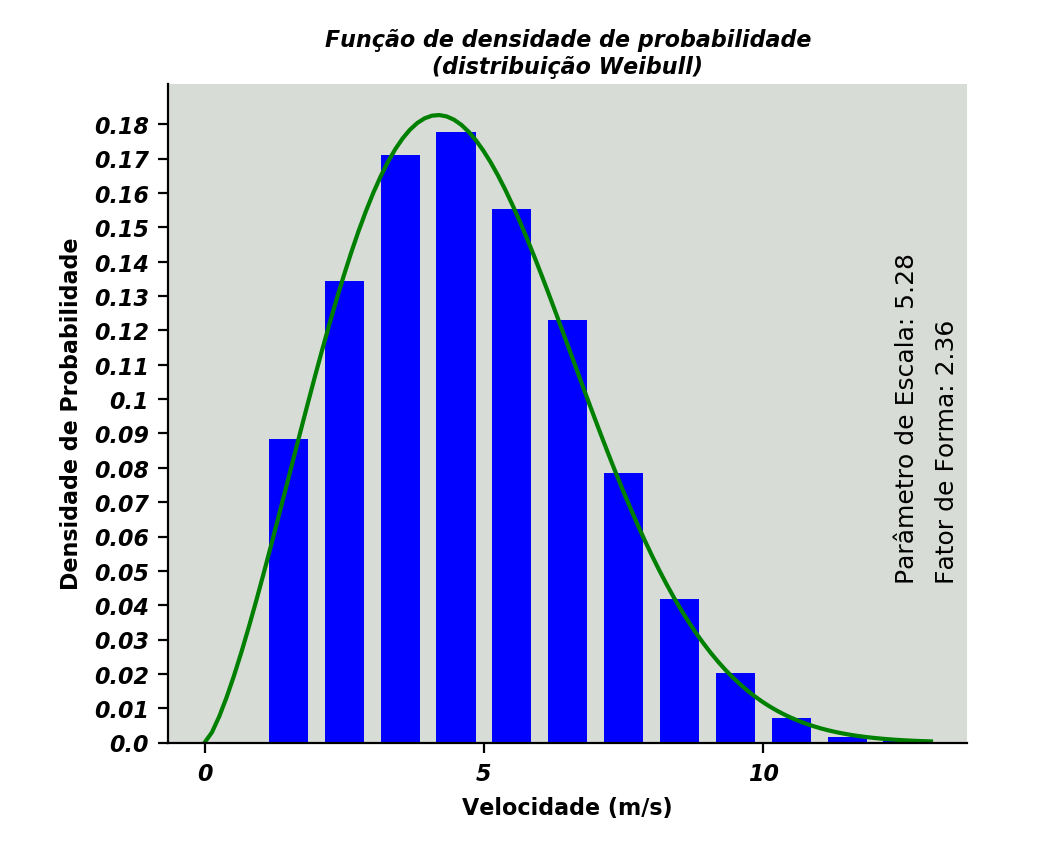 Função de densidade de probabilidade
(distribuição Weibull)
Densidade de Probabilidade
0.18
0.17
0.16
0.15
0.14
0.13
0.12
0.11
0.1
0.09
0.08
0.07
0.06
0.05
0.04
0.03
0.02
0.01
0.0
0 5 10
Velocidade (m/s)
Parâmetro de Escala: 5.28
Fator de Forma: 2.36